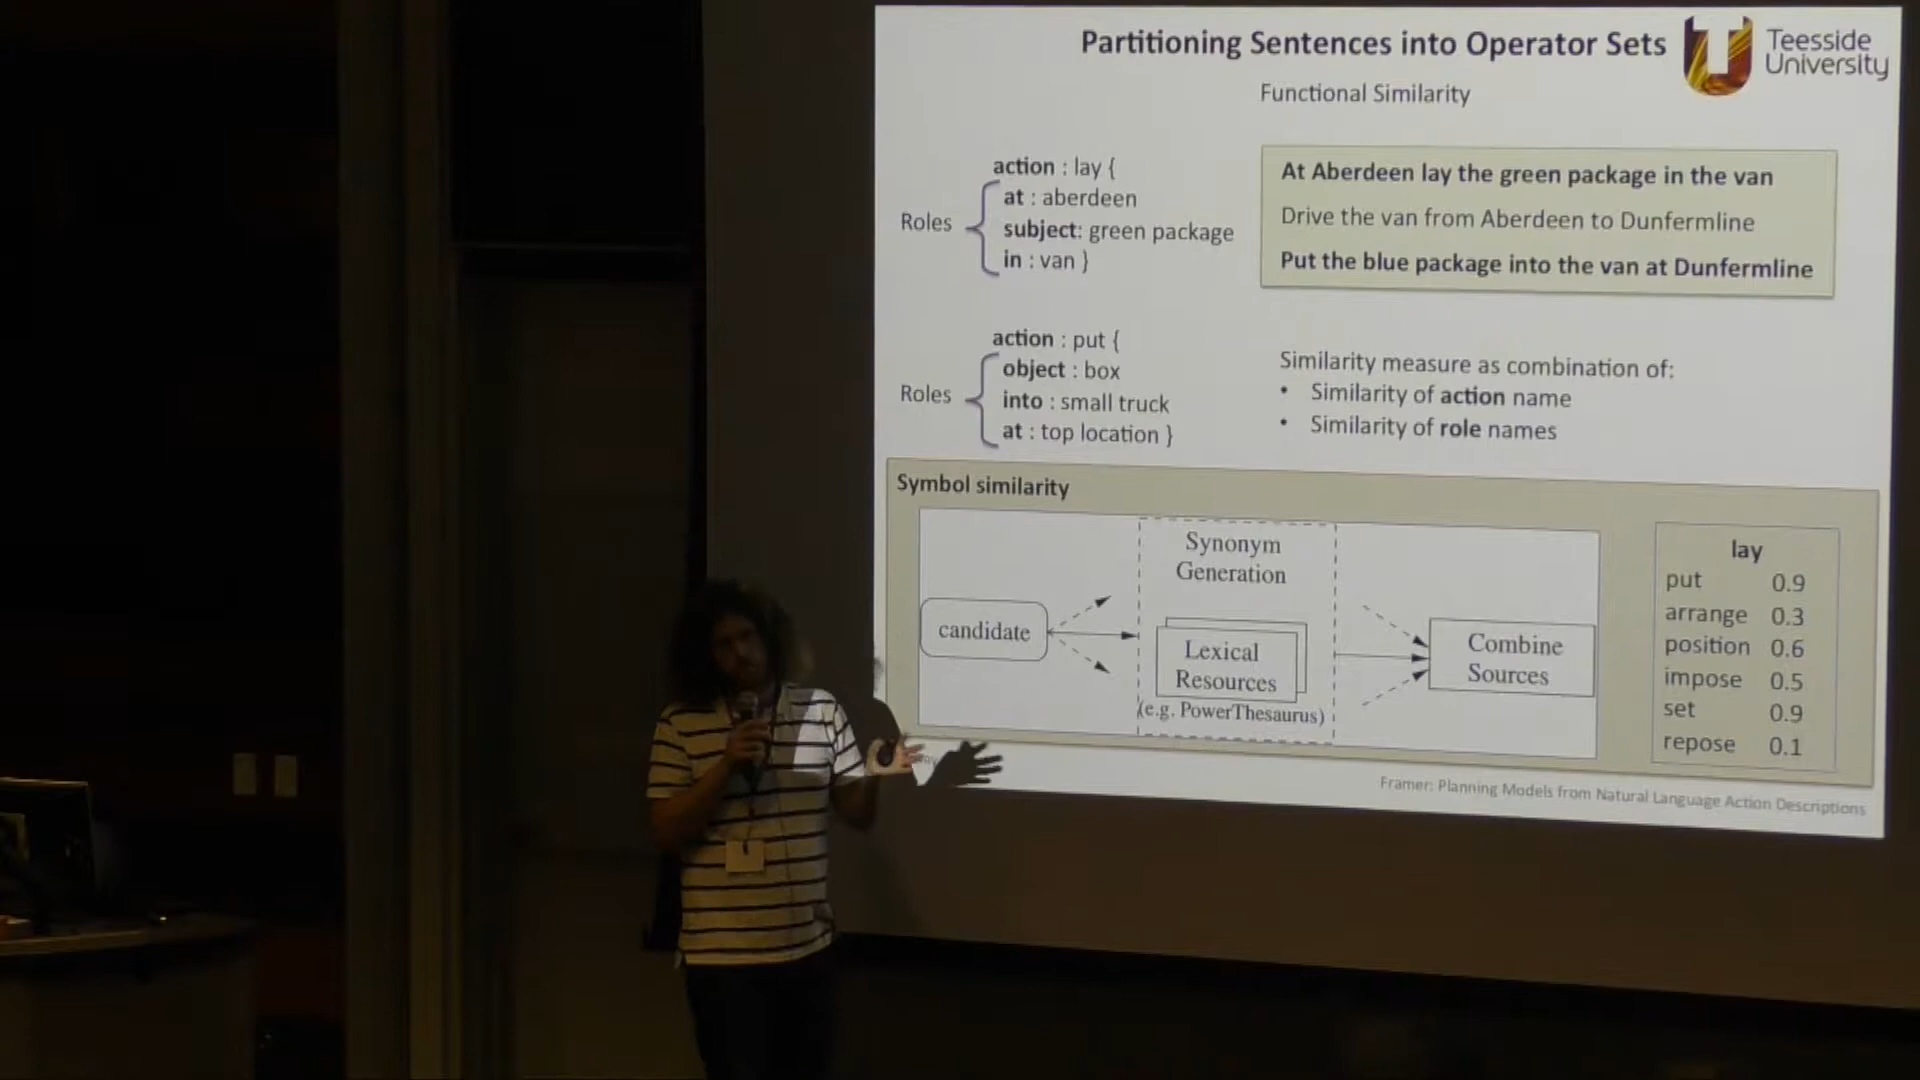 Partitioning Sentences into Operator Sets
Teesside
University
Functional Similarity
action : lay {
Roles
at : aberdeen
subject: green package
in : van }
At Aberdeen lay the green package in the van
Drive the van from Aberdeen to Dunfermline
Put the blue package into the van at Dunfermline
action : put {
Roles
object : box
into : small truck
at : top location }
Similarity measure as combination of:
• Similarity of action name
• Similarity of role names
Symbol similarity
candidate
Synonym
Generation
Lexical
Resources
(e.g. PowerThesaurus)
Combine
Sources
lay
put 0.9
arrange 0.3
position 0.6
impose 0.5
set 0.9
repose 0.1
Framer: Planning Models from Natural Language Action Descriptions